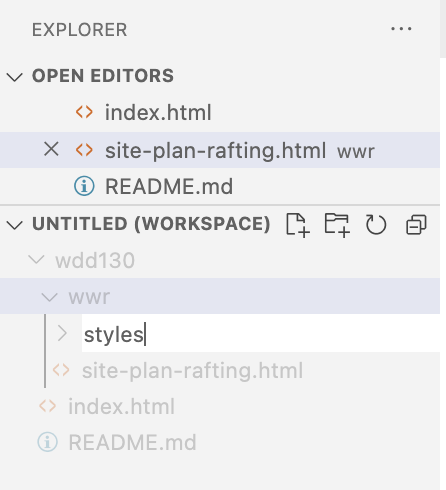 EXPLORER
OPEN EDITORS
index.html
site-plan-rafting.html wwr
README.md
UNTITLED (WORKSPACE)
wdd130
wwr
styles
site-plan-rafting.html
index.html
README.md